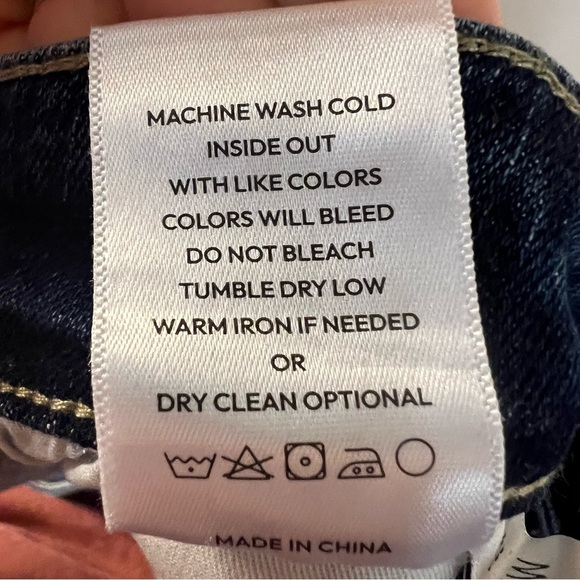 MACHINE WASH COLD
INSIDE OUT
WITH LIKE COLORS
COLORS WILL BLEED
DO NOT BLEACH
TUMBLE DRY LOW
WARM IRON IF NEEDED
OR
DRY CLEAN OPTIONAL
MADE IN CHINA